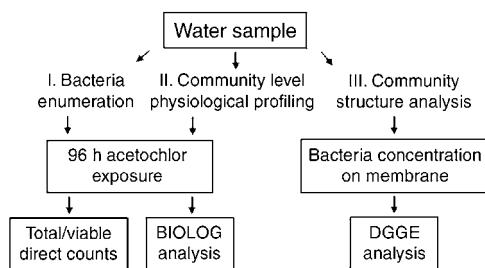 Water sample
I. Bacteria
enumeration
II. Community level
physiological profiling
III. Community
structure analysis
96 h acetochlor
exposure
Bacteria concentration
on membrane
Total/viable
direct counts
BIOLOG
analysis
DGGE
analysis